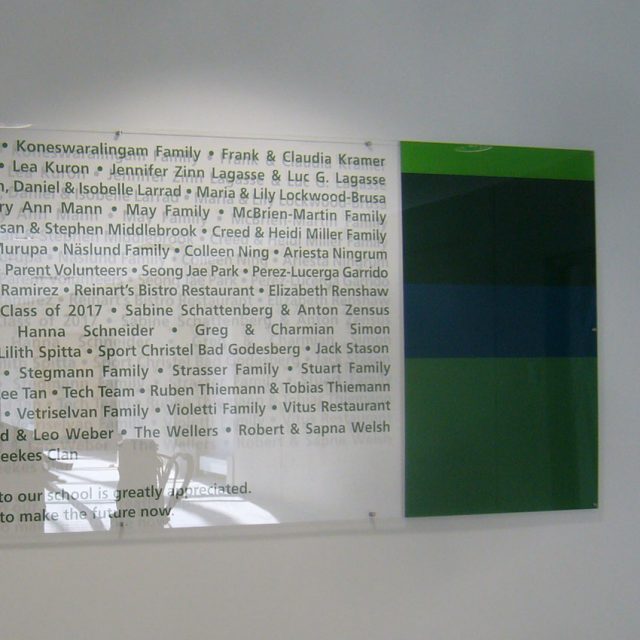 • Koneswaralingam Family • Frank & Claudia Kramer
• Lea Kuron • Jennifer Zinn Lagasse & Luc G. Lagasse
Daniel & Isobelle Larrad • Maria & Lily Lockwood-Brusa
Ann Mann • May Family • McBrien-Martin Family
& Stephen Middlebrook • Creed & Heidi Miller Family
Näslund Family • Colleen Ning • Ariesta Ningrum
Parent Volunteers • Seong Jae Park • Perez-Lucerga Garrido
Ramirez • Reinart's Bistro Restaurant • Elizabeth Renshaw
Class of 2017 • Sabine Schattenberg & Anton Zensus
Hanna Schneider • Greg & Charmian Simon
Lilith Spitta • Sport Christel Bad Godesberg • Jack Stason
• Stegmann Family • Strasser Family • Stuart Family
Tan • Tech Team • Ruben Thiemann & Tobias Thiemann
• Vetriselvan Family • Violetti Family • Vitus Restaurant
& Leo Weber • The Wellers • Robert & Sapna Welsh
Clan
to our school is greatly appreciated.
to make the future now.